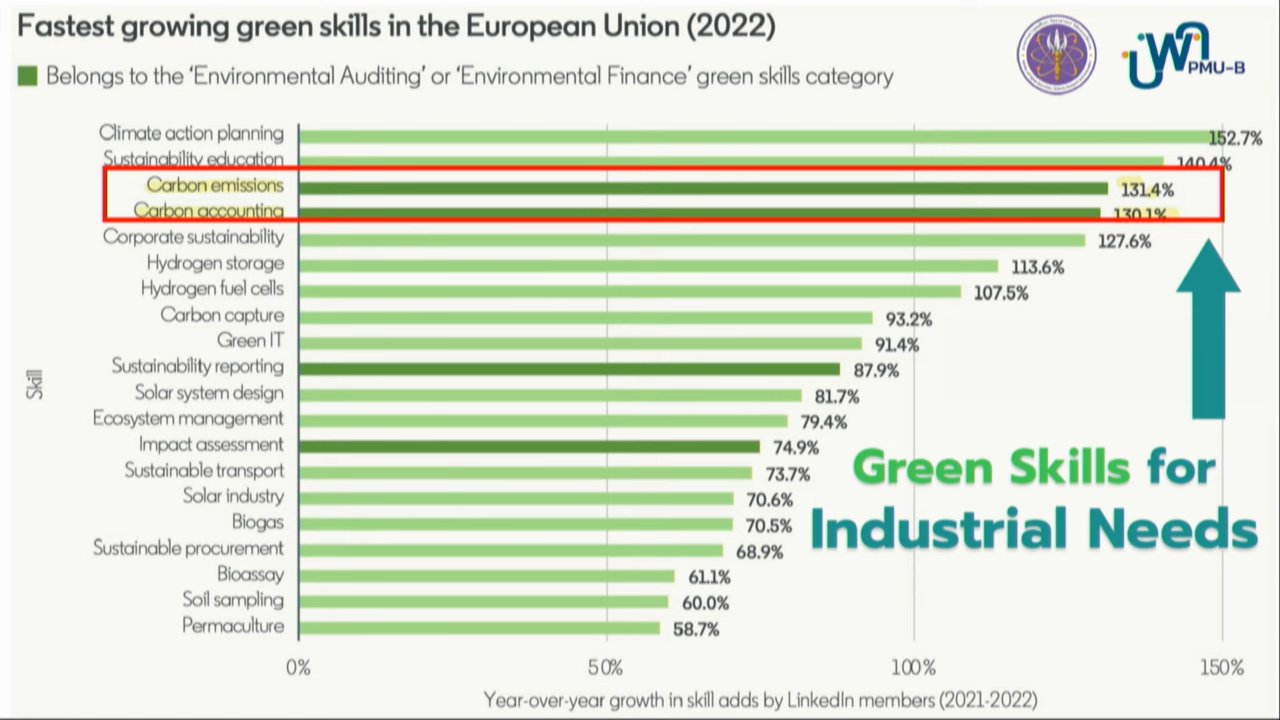 Fastest growing green skills in the European Union (2022)
Belongs to the ‘Environmental Auditing’ or ‘Environmental Finance’ green skills category
PMU-B
Climate action planning 152.7%
Sustainability education 140.4%
Carbon emissions 131.4%
Carbon accounting 130.1%
Corporate sustainability 127.6%
Hydrogen storage 113.6%
Hydrogen fuel cells 107.5%
Carbon capture 93.2%
Green IT 91.4%
Sustainability reporting 87.9%
Solar system design 81.7%
Ecosystem management 79.4%
Impact assessment 74.9%
Sustainable transport 73.7%
Solar industry 70.6%
Biogas 70.5%
Sustainable procurement 68.9%
Bioassay 61.1%
Soil sampling 60.0%
Permaculture 58.7%
Skill
Green Skills for
Industrial Needs
0% 50% 100% 150%
Year-over-year growth in skill adds by LinkedIn members (2021-2022)